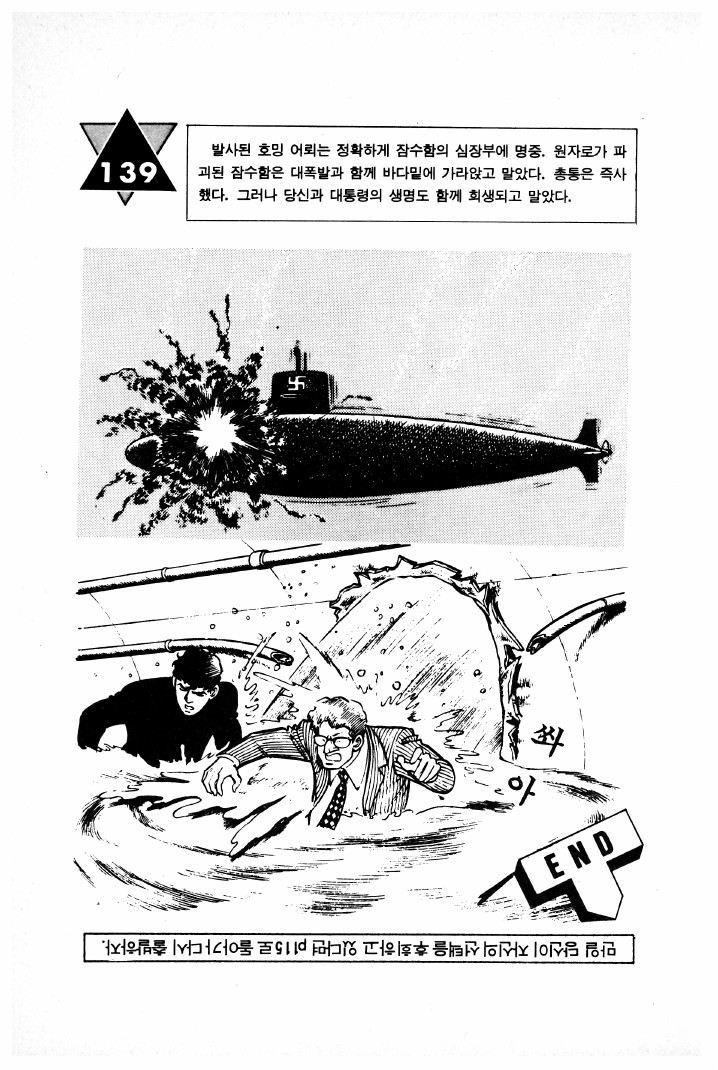 139
발사된 호밍 어뢰는 정확하게 잠수함의 심장부에 명중. 원자로가 파
괴된 잠수함은 대폭발과 함께 바다밑에 가라앉고 말았다. 총통은 즉사
했다. 그러나 당신과 대통령의 생명도 함께 희생되고 말았다.
쏴
아
END
만일 당신이 자신의 선택을 후회하고 있다면 p115로 돌아가 다시 출발하자.